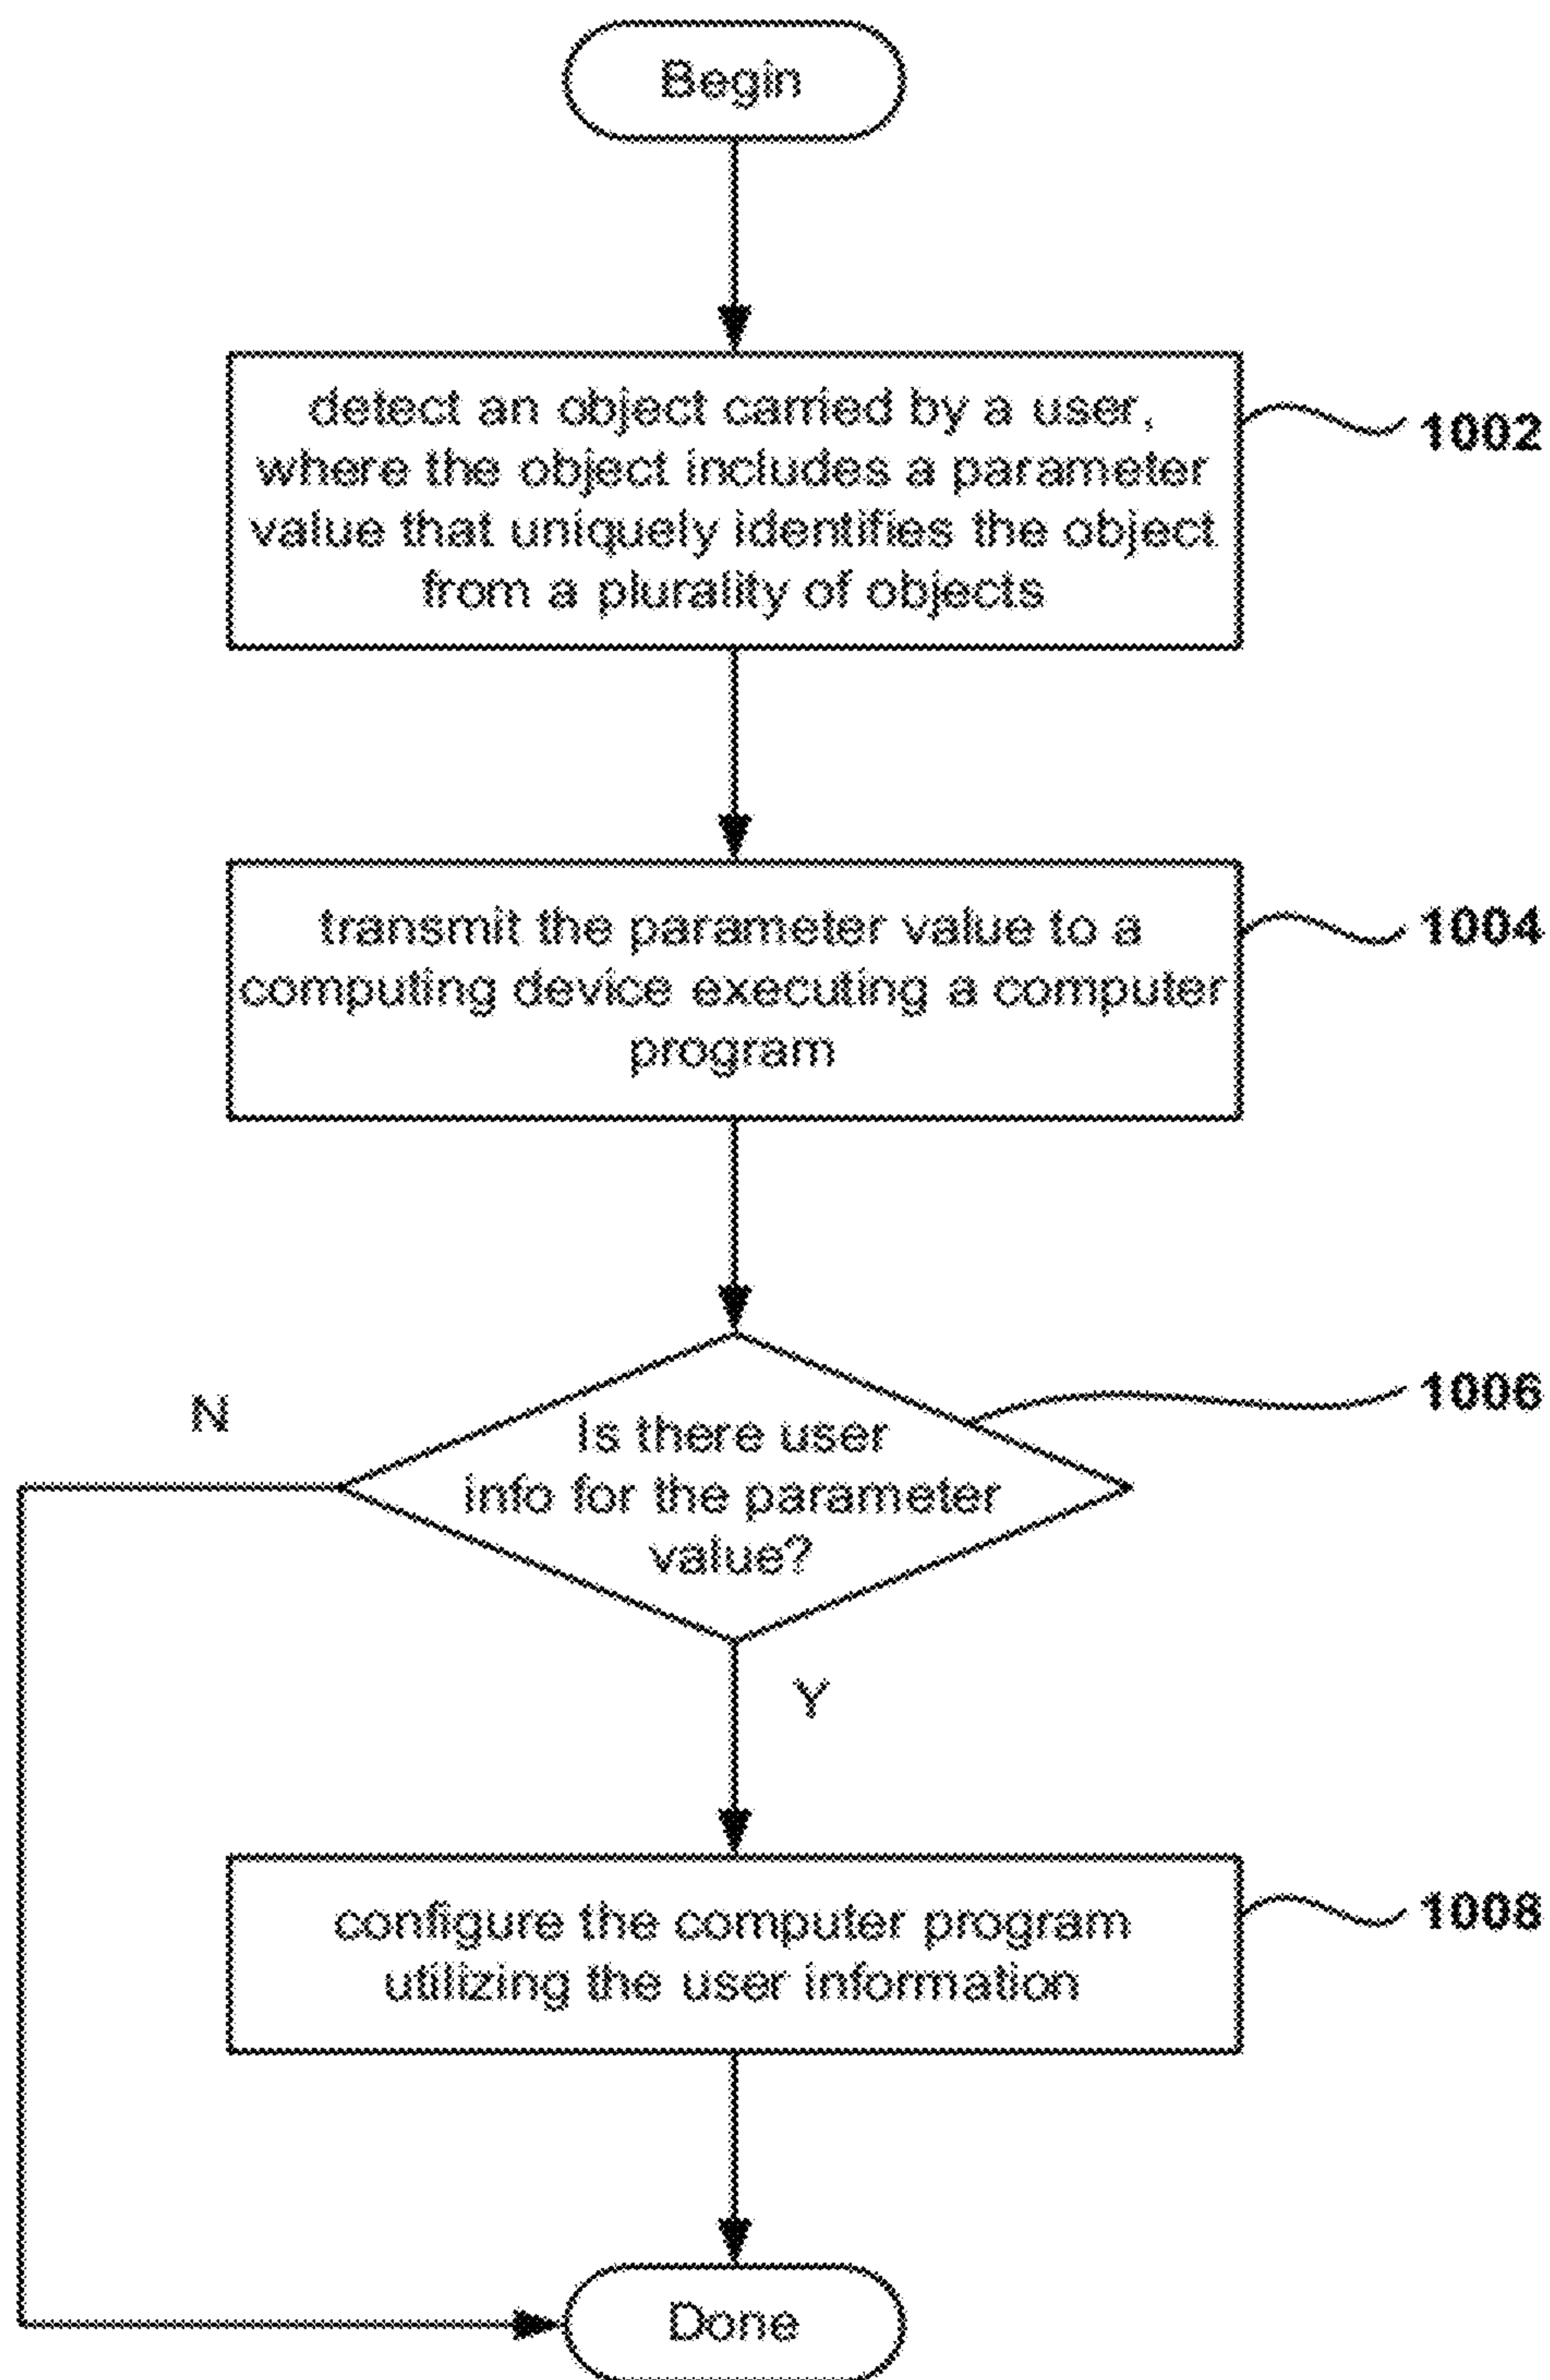 Begin
detect an object carried by a user,
where the object includes a parameter
value that uniquely identifies the object
from a plurality of objects
1002
transmit the parameter value to a
computing device executing a computer
program
1004
N
Is there user
info for the parameter
value?
1006
Y
configure the computer program
utilizing the user information
1008
Done